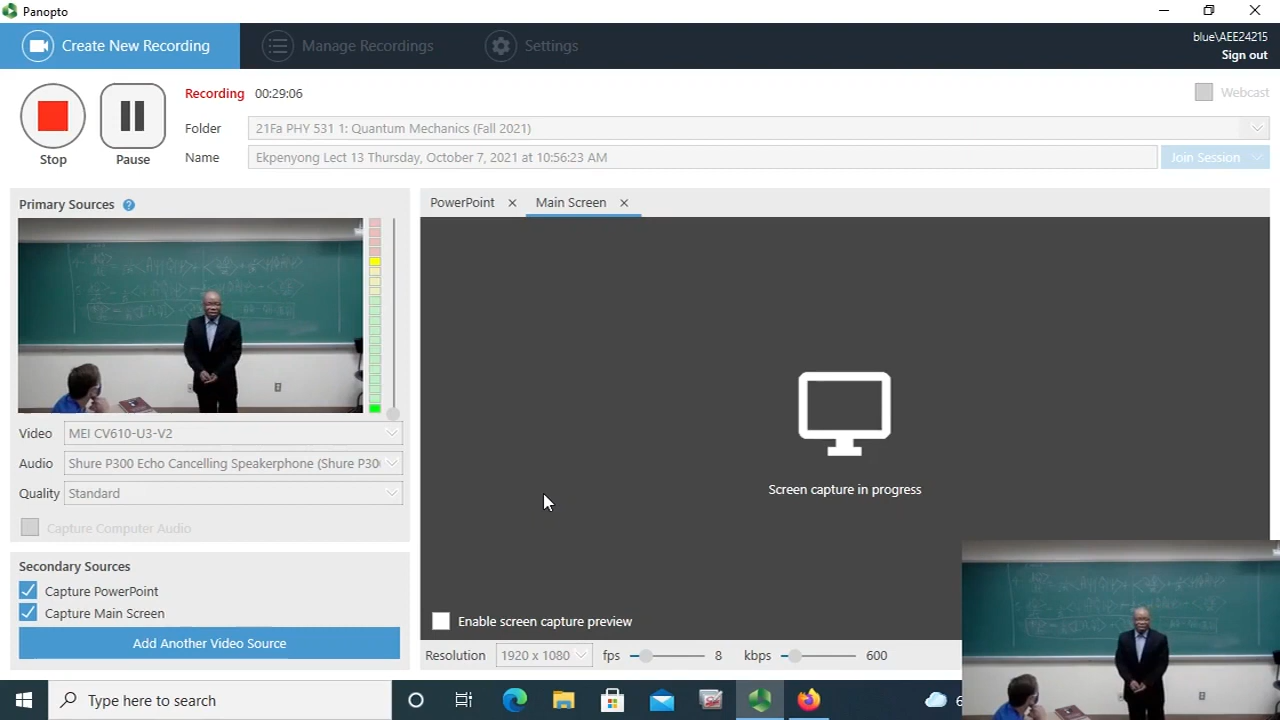 Panopto
Create New Recording
Manage Recordings
Settings
blue\AEE24215
Sign out
Recording 00:29:06
Webcast
Folder 21Fa PHY 531 1: Quantum Mechanics (Fall 2021)
Name Ekpenyong Lect 13 Thursday, October 7, 2021 at 10:56:23 AM
Join Session
Stop
Pause
Primary Sources ?
PowerPoint
Main Screen
Video MEI CV610-U3-V2
Audio Shure P300 Echo Cancelling Speakerphone (Shure P30
Quality Standard
Capture Computer Audio
Screen capture in progress
Secondary Sources
Capture PowerPoint
Capture Main Screen
Add Another Video Source
Enable screen capture preview
Resolution 1920 x 1080 fps 8 kbps 600
Type here to search
6